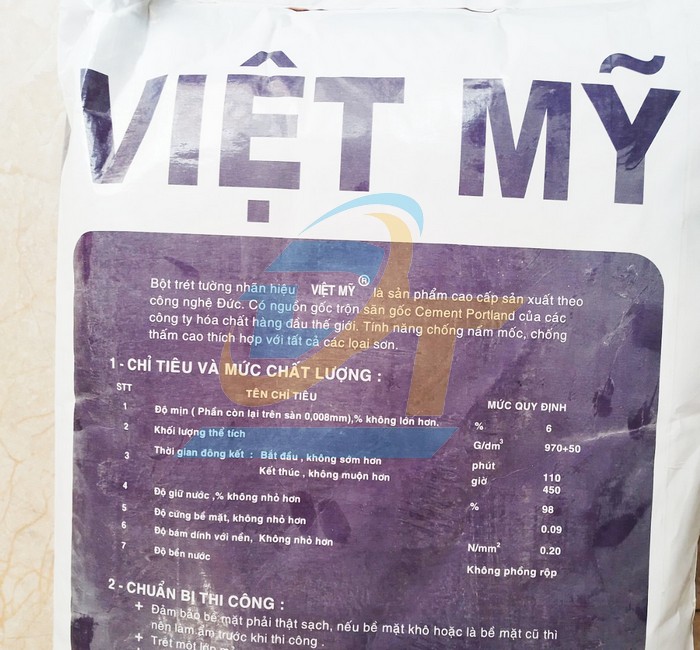 VIỆT MỸ
Bột trét tường nhãn hiệu VIỆT MỸ ® là sản phẩm cao cấp sản xuất theo
công nghệ Đức. Có nguồn gốc trộn sẵn gốc Cement Portland của các
công ty hóa chất hàng đầu thế giới. Tính năng chống nấm mốc, chống
thấm cao thích hợp với tất cả các loại sơn.
1 - CHỈ TIÊU VÀ MỨC CHẤT LƯỢNG :
STT TÊN CHỈ TIÊU MỨC QUY ĐỊNH
1 Độ mịn ( Phần còn lại trên sàn 0,008mm),% không lớn hơn. % 6
2 Khối lượng thể tích G/dm³ 970+50
3 Thời gian đông kết : Bắt đầu , không sớm hơn phút 110
Kết thúc , không muộn hơn giờ 450
4 Độ giữ nước ,% không nhỏ hơn % 98
5 Độ cứng bề mặt, không nhỏ hơn 0.09
6 Độ bám dính với nền, Không nhỏ hơn N/mm² 0.20
7 Độ bền nước Không phồng rộp
2 - CHUẨN BỊ THI CÔNG :
+ Đảm bảo bề mặt phải thật sạch, nếu bề mặt khô hoặc là bề mặt cũ thì
nên làm ẩm trước khi thi công .
+ Trét một lớp